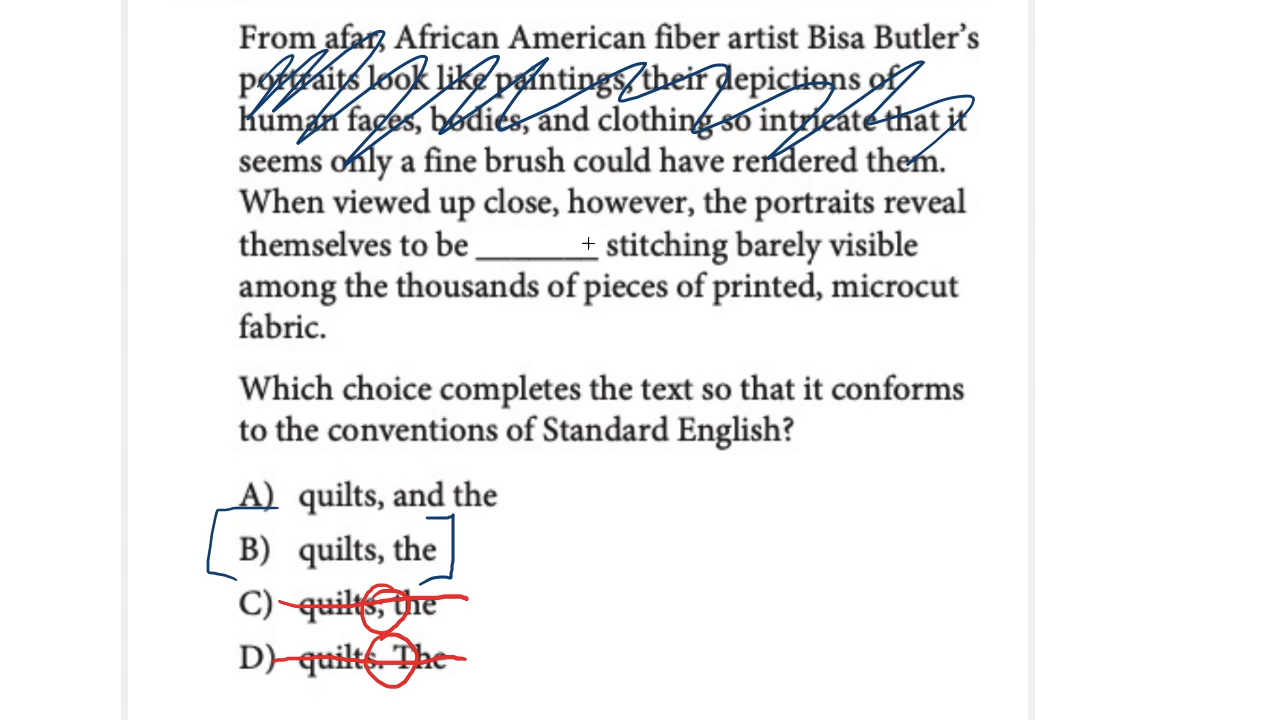 From afar, African American fiber artist Bisa Butler's
portraits look like paintings, their depictions of
human faces, bodies, and clothing so intricate that it
seems only a fine brush could have rendered them.
When viewed up close, however, the portraits reveal
themselves to be _______ stitching barely visible
among the thousands of pieces of printed, microcut
fabric.
Which choice completes the text so that it conforms
to the conventions of Standard English?
A) quilts, and the
B) quilts, the
C) quilts; the
D) quilts. The